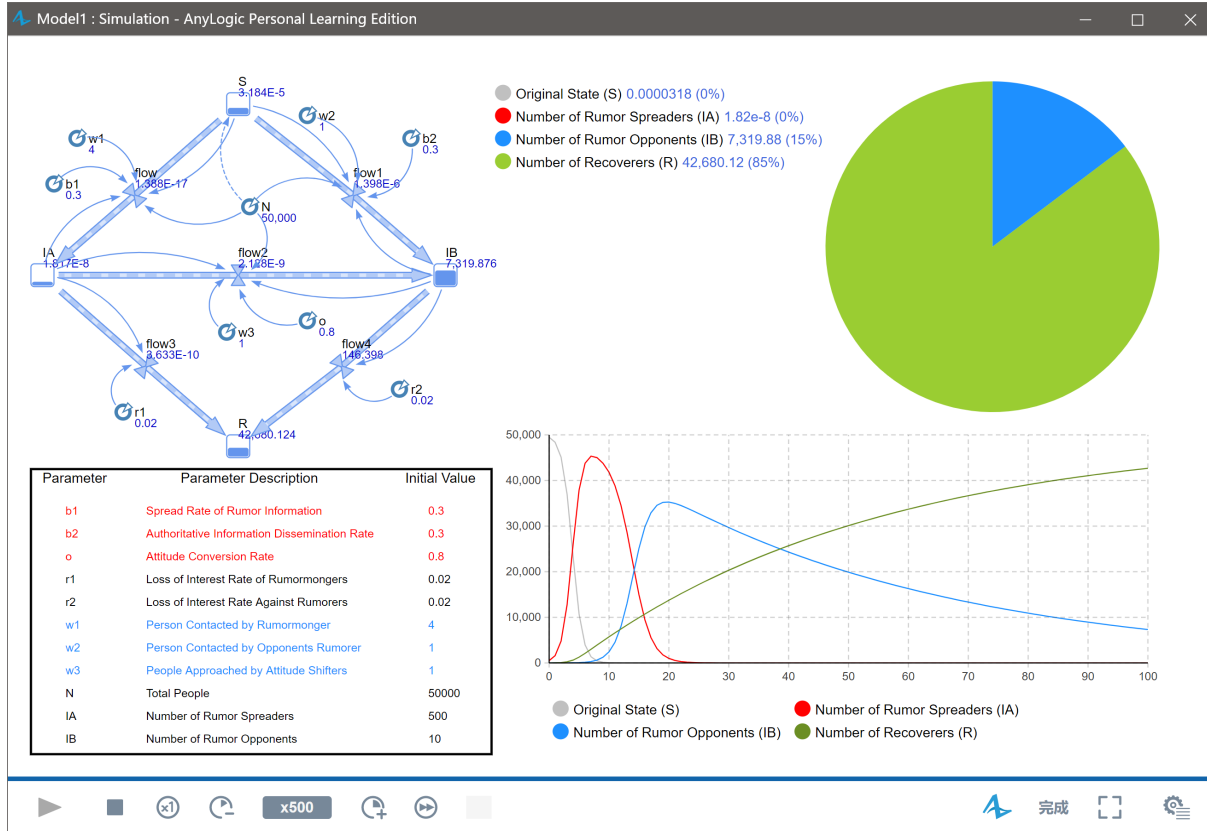 Model1 : Simulation - AnyLogic Personal Learning Edition
S
3.184E-5
w1
4
w2
1
b2
0.3
b1
0.3
flow
1.388E-17
flow1
1.398E-6
N
50,000
IA
1.817E-8
flow2
IB
7,319.876
w3
1
o
0.8
flow3
3.633E-10
flow4
146.398
r1
0.02
r2
0.02
R
42,680.124
Original State (S) 0.0000318 (0%)
Number of Rumor Spreaders (IA) 1.82e-8 (0%)
Number of Rumor Opponents (IB) 7,319.88 (15%)
Number of Recoverers (R) 42,680.12 (85%)
Parameter Parameter Description Initial Value
b1 Spread Rate of Rumor Information 0.3
b2 Authoritative Information Dissemination Rate 0.3
o Attitude Conversion Rate 0.8
r1 Loss of Interest Rate of Rumormongers 0.02
r2 Loss of Interest Rate Against Rumorers 0.02
w1 Person Contacted by Rumormonger 4
w2 Person Contacted by Opponents Rumorer 1
w3 People Approached by Attitude Shifters 1
N Total People 50000
IA Number of Rumor Spreaders 500
IB Number of Rumor Opponents 10
50,000
40,000
30,000
20,000
10,000
0
0 10 20 30 40 50 60 70 80 90 100
Original State (S) Number of Rumor Spreaders (IA)
Number of Rumor Opponents (IB) Number of Recoverers (R)
x1
x500
完成